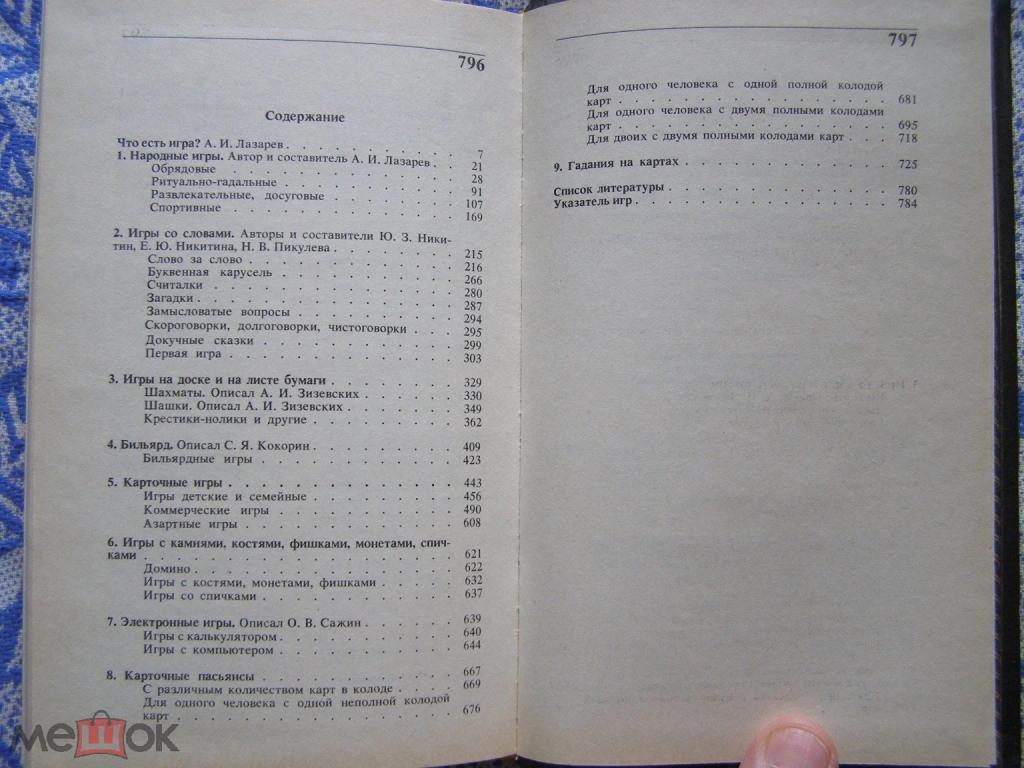 796
Содержание
Что есть игра? А. И. Лазарев . . . . . . . . . . 7
1. Народные игры. Автор и составитель А. И. Лазарев . . 21
Обрядовые . . . . . . . . . . 28
Ритуально-гадальные . . . . . . . . . . 91
Развлекательные, досуговые . . . . . . . . . . 107
Спортивные . . . . . . . . . . 169
2. Игры со словами. Авторы и составители Ю. З. Ники-
тин, Е. Ю. Никитина, Н. В. Пикулева . . . . . . . . 215
Слово за слово . . . . . . . . . . 216
Буквенная карусель . . . . . . . . . . 266
Считалки . . . . . . . . . . 280
Загадки . . . . . . . . . . 287
Замысловатые вопросы . . . . . . . . . . 294
Скороговорки, долгоговорки, чистоговорки . . . . 295
Докучные сказки . . . . . . . . . . 299
Первая игра . . . . . . . . . . 303
3. Игры на доске и на листе бумаги . . . . . . . . 329
Шахматы. Описал А. И. Зизевских . . . . . . . . 330
Шашки. Описал А. И. Зизевских . . . . . . . . 349
Крестики-нолики и другие . . . . . . . . 362
4. Бильярд. Описал С. Я. Кокорин . . . . . . . . 409
Бильярдные игры . . . . . . . . . . 423
5. Карточные игры . . . . . . . . . . 443
Игры детские и семейные . . . . . . . . 456
Коммерческие игры . . . . . . . . . . 490
Азартные игры . . . . . . . . . . 608
6. Игры с камнями, костями, фишками, монетами, спич-
ками . . . . . . . . . . 621
Домино . . . . . . . . . . 622
Игры с костями, монетами, фишками . . . . . 632
Игры со спичками . . . . . . . . . . 637
7. Электронные игры. Описал О. В. Сажин . . . . . 639
Игры с калькулятором . . . . . . . . . . 640
Игры с компьютером . . . . . . . . . . 644
8. Карточные пасьянсы . . . . . . . . . . 667
С различным количеством карт в колоде . . . . 669
Для одного человека с одной неполной колодой
карт . . . . . . . . . . 676
797
Для одного человека с одной полной колодой
карт . . . . . . . . . . 681
Для одного человека с двумя полными колодами
карт . . . . . . . . . . 695
Для двоих с двумя полными колодами карт . . . 718
9. Гадания на картах . . . . . . . . . . 725
Список литературы . . . . . . . . . . 780
Указатель игр . . . . . . . . . . 784
мешок